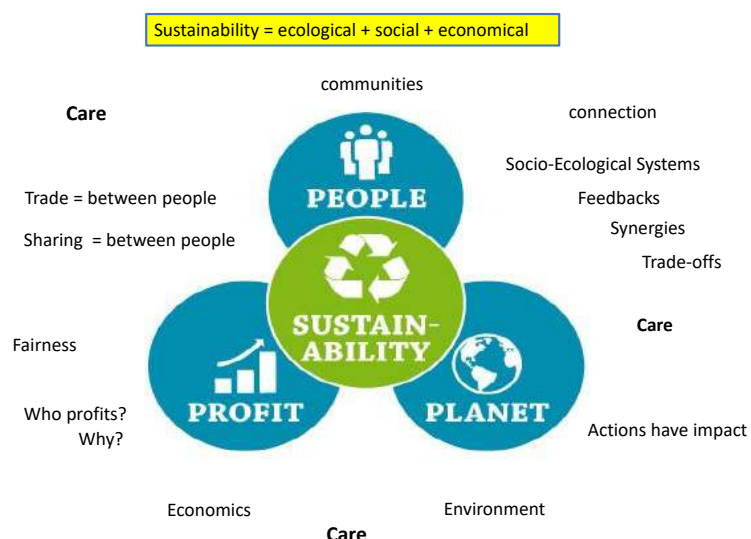 Sustainability = ecological + social + economical
communities
Care
connection
PEOPLE
Socio-Ecological Systems
Trade = between people
Feedbacks
Synergies
Sharing = between people
Trade-offs
SUSTAIN-
ABILITY
Care
Fairness
PROFIT
PLANET
Who profits?
Why?
Actions have impact
Economics
Environment
Care